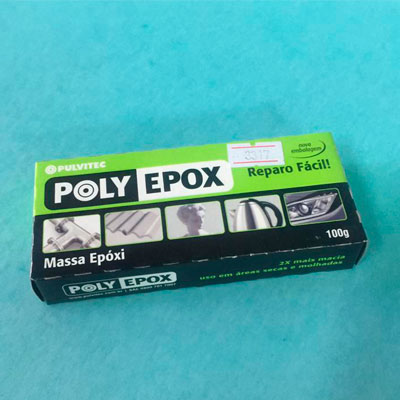 PULVITEC
POLY EPOX
nova
embalagem
Reparo Fácil!
Massa Epóxi
100g
POLY EPOX
2X mais macia
uso em áreas secas e molhadas